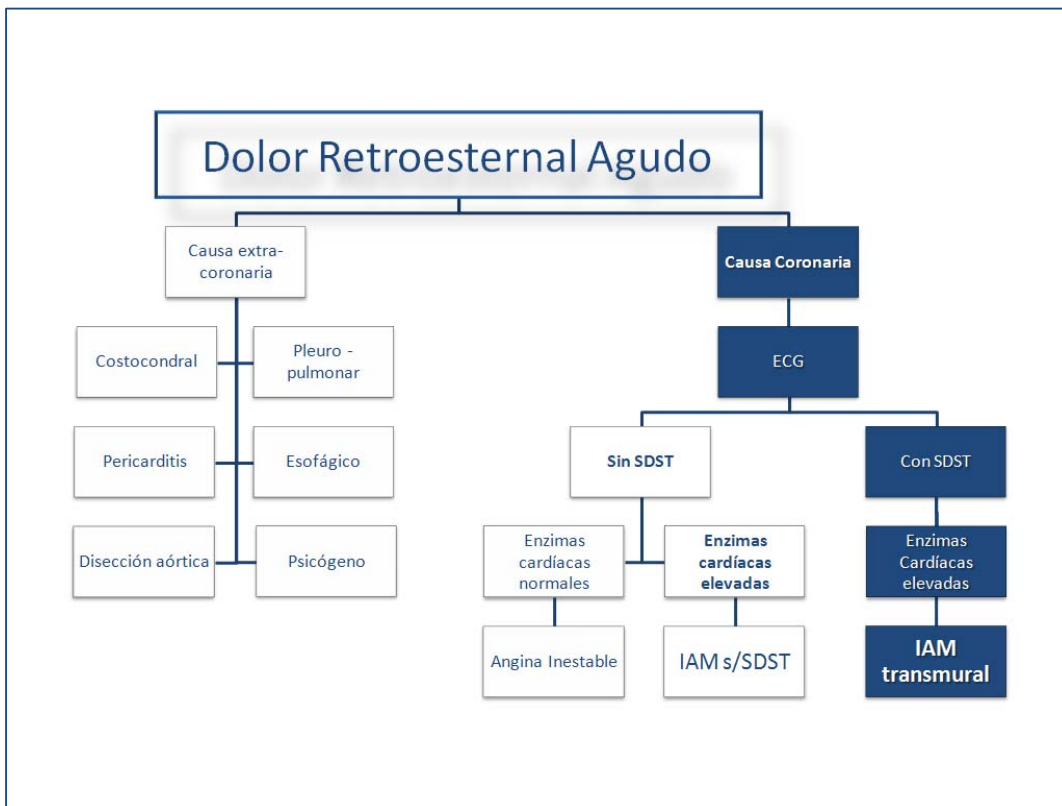 Dolor Retroesternal Agudo
Causa extra-
coronaria
Causa Coronaria
Costocondral
Pleuro -
pulmonar
ECG
Pericarditis
Esofágico
Sin SDST
Con SDST
Disección aórtica
Psicógeno
Enzimas
cardíacas
normales
Enzimas
cardíacas
elevadas
Enzimas
Cardíacas
elevadas
Angina Inestable
IAM s/SDST
IAM
transmural